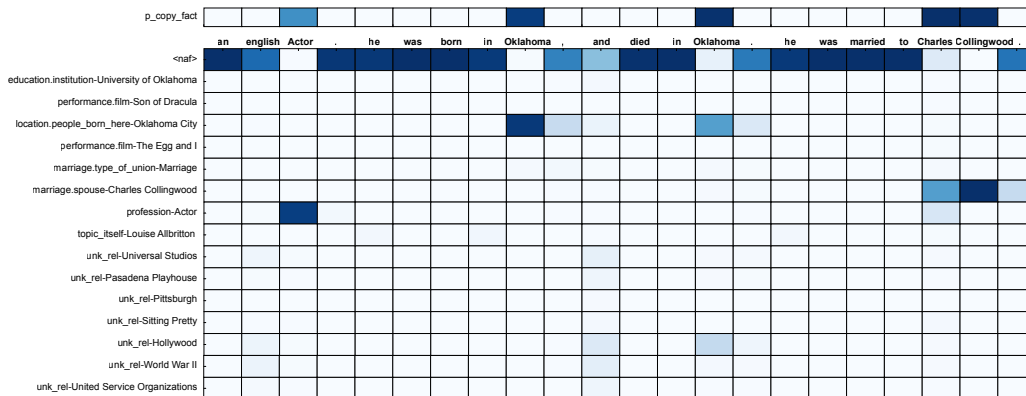 p_copy_fact
an english Actor . he was born in Oklahoma , and died in Oklahoma . he was married to Charles Collingwood .
<naf>
education.institution-University of Oklahoma
performance.film-Son of Dracula
location.people_born_here-Oklahoma City
performance.film-The Egg and I
marriage.type_of_union-Marriage
marriage.spouse-Charles Collingwood
profession-Actor
topic_itself-Louise Allbritton
unk_rel-Universal Studios
unk_rel-Pasadena Playhouse
unk_rel-Pittsburgh
unk_rel-Sitting Pretty
unk_rel-Hollywood
unk_rel-World War II
unk_rel-United Service Organizations